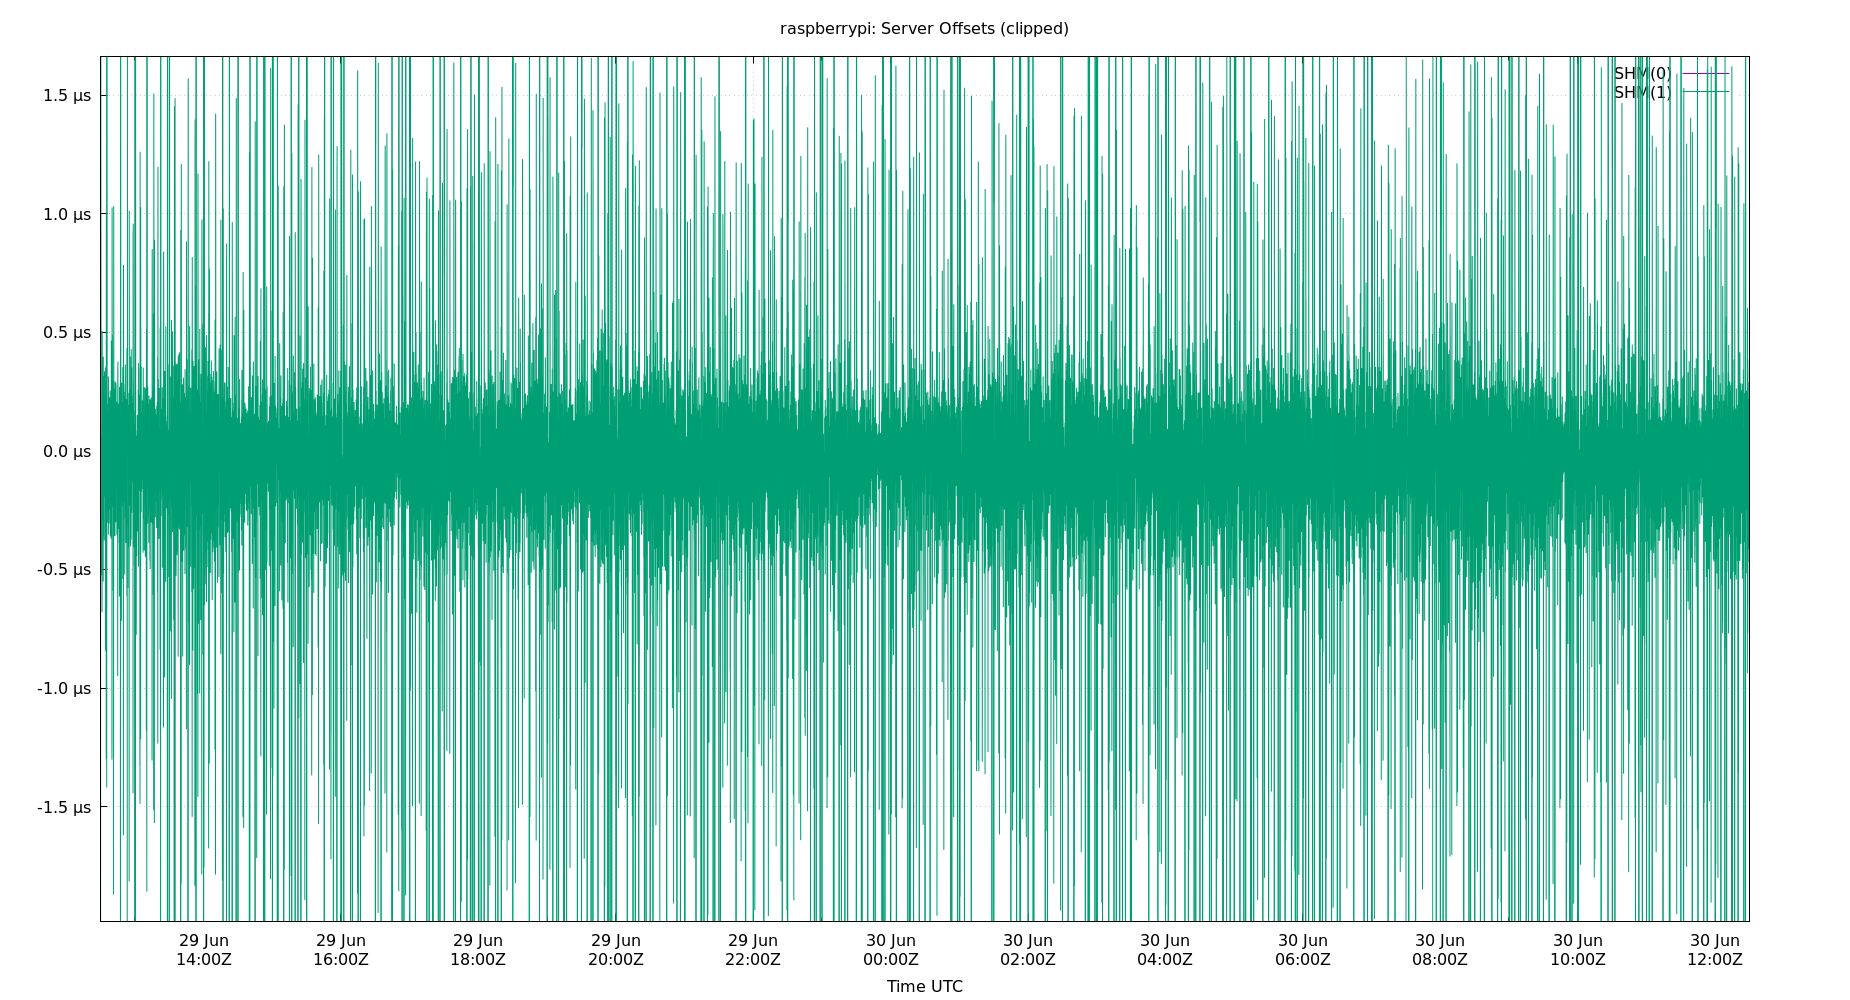 raspberrypi: Server Offsets (clipped)
SHM(0)
SHM(1)
1.5 µs
1.0 µs
0.5 µs
0.0 µs
-0.5 µs
-1.0 µs
-1.5 µs
29 Jun 29 Jun 29 Jun 29 Jun 29 Jun 30 Jun 30 Jun 30 Jun 30 Jun 30 Jun 30 Jun 30 Jun
14:00Z 16:00Z 18:00Z 20:00Z 22:00Z 00:00Z 02:00Z 04:00Z 06:00Z 08:00Z 10:00Z 12:00Z
Time UTC